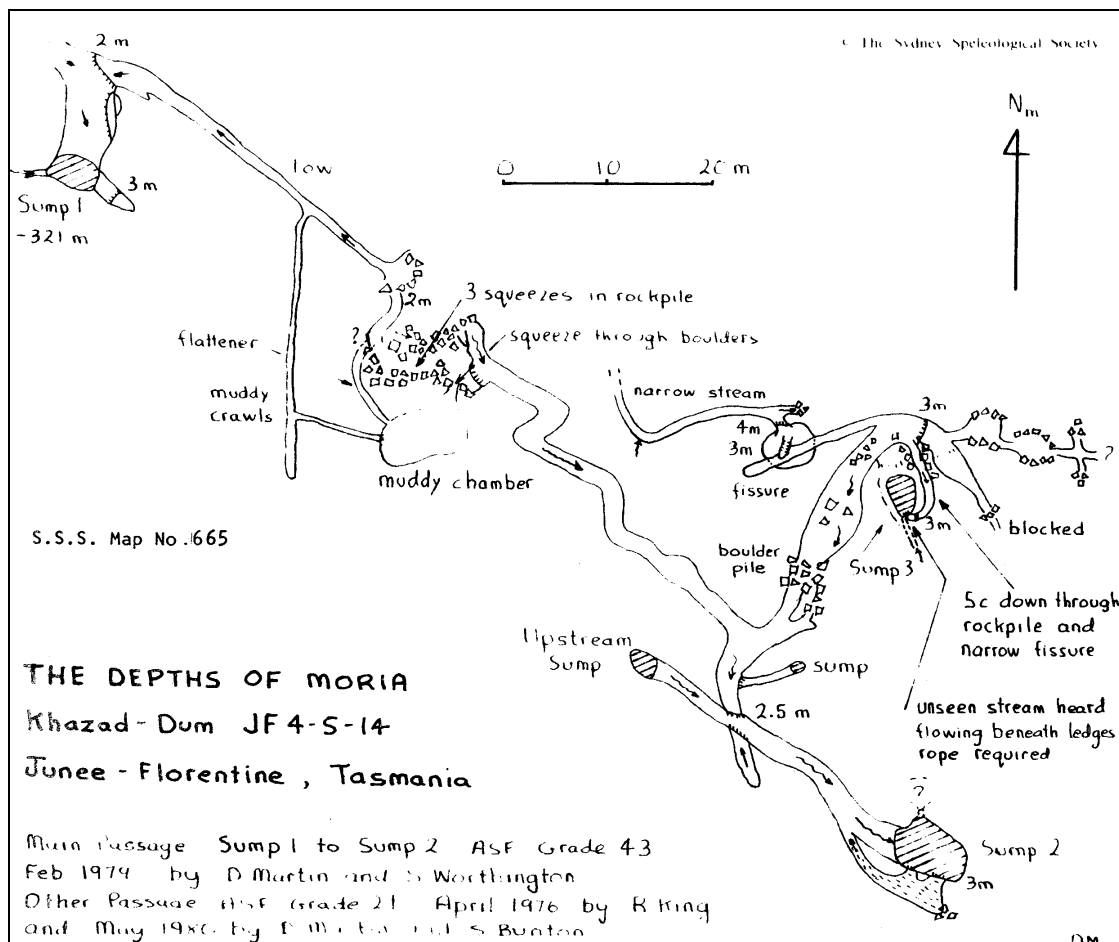 © The Sydney Speleological Society
2 m
Nm
low
0 10 20 m
3m
Sump 1
-321 m
2m
3 squeezes in rockpile
squeeze through boulders
?
flattener
muddy
crawls
narrow stream
3m
4m
3m
?
fissure
muddy chamber
blocked
3m
S.S.S. Map No. 1665
boulder
pile
Sump 3
5c down through
rockpile and
narrow fissure
Upstream
Sump
sump
THE DEPTHS OF MORIA
2.5 m
unseen stream heard
flowing beneath ledges
rope required
Khazad-Dum JF 4-5-14
Junee - Florentine, Tasmania
?
Main Passage Sump 1 to Sump 2 ASF Grade 43
Sump 2
Feb 1979 by D Martin and S Worthington
3m
Other Passage ASF Grade 21 April 1976 by R King
and May by S Bunton
DM